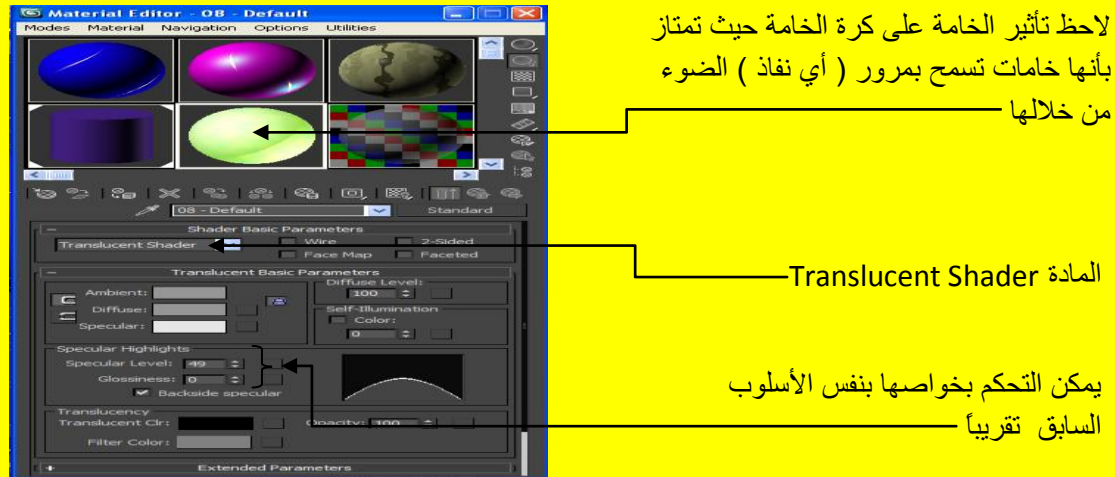 Material Editor - 08 - Default
Modes Material Navigation Options Utilities
08 - Default Standard
Shader Basic Parameters
Translucent Shader Wire 2-Sided
Face Map Faceted
Translucent Basic Parameters
Ambient:
Diffuse:
Specular:
Diffuse Level:
100
Self-Illumination
Color:
0
Specular Highlights
Specular Level: 49
Glossiness: 0
Backside specular
Translucency
Translucent Clr: Opacity: 100
Filter Color:
Extended Parameters
لاحظ تأثير الخامة على كرة الخامة حيث تمتاز
بأنها خامات تسمح بمرور ( أي نفاذ ) الضوء
من خلالها
المادة Translucent Shader
يمكن التحكم بخواصها بنفس الأسلوب
السابق تقريباً